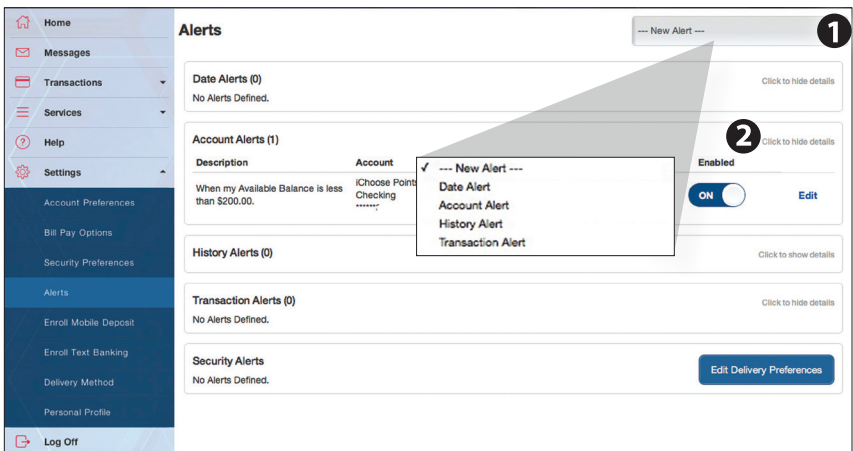 Home
Messages
Transactions
Services
Help
Settings
Account Preferences
Bill Pay Options
Security Preferences
Alerts
Enroll Mobile Deposit
Enroll Text Banking
Delivery Method
Personal Profile
Log Off
Alerts
--- New Alert ---
1
Date Alerts (0)
Click to hide details
No Alerts Defined.
Account Alerts (1)
2
Click to hide details
Description Account Enabled
When my Available Balance is less
than $200.00.
iChoose Points
Checking
ON
Edit
✓ --- New Alert ---
Date Alert
Account Alert
History Alert
Transaction Alert
History Alerts (0)
Click to show details
Transaction Alerts (0)
Click to hide details
No Alerts Defined.
Security Alerts
No Alerts Defined.
Edit Delivery Preferences